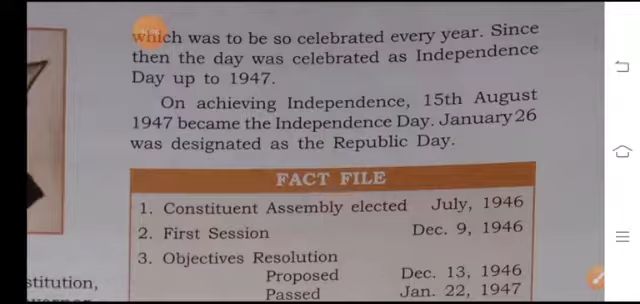 which was to be so celebrated every year. Since
then the day was celebrated as Independence
Day up to 1947.
On achieving Independence, 15th August
1947 became the Independence Day. January 26
was designated as the Republic Day.
FACT FILE
1. Constituent Assembly elected July, 1946
2. First Session Dec. 9, 1946
3. Objectives Resolution
Proposed Dec. 13, 1946
Passed Jan. 22, 1947
stitution,